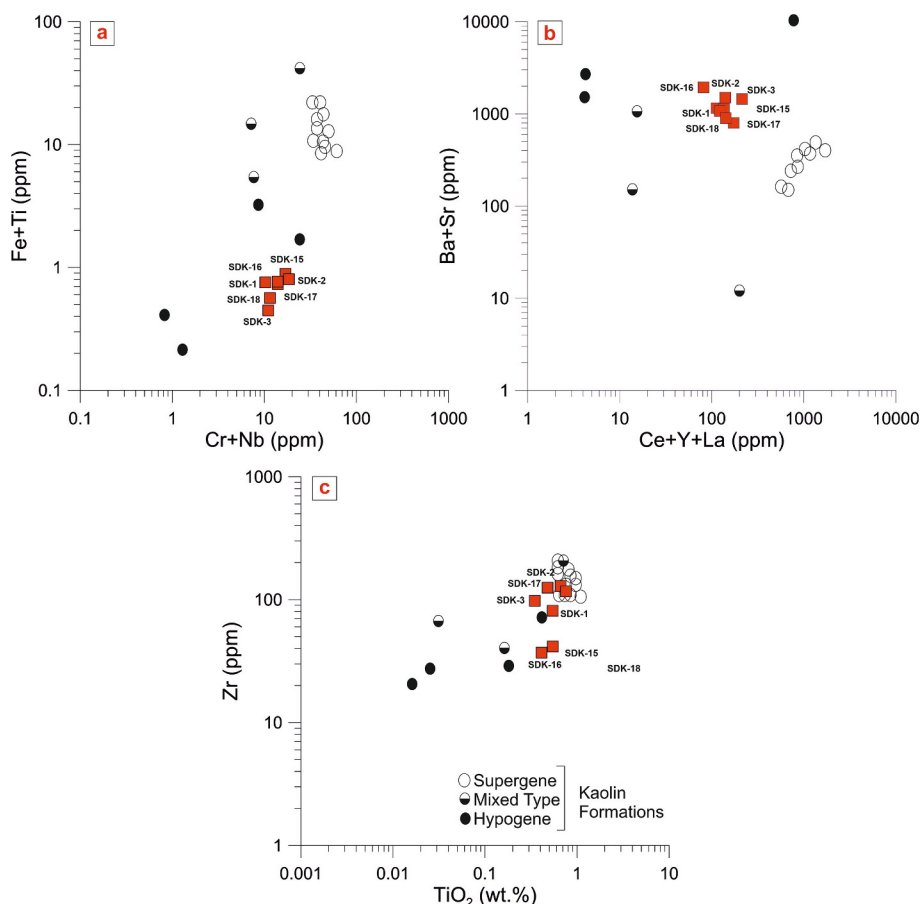 a
100
10
1
0.1
Fe+Ti (ppm)
SDK-15
SDK-16
SDK-1
SDK-2
SDK-18
SDK-17
SDK-3
0.1 1 10 100 1000
Cr+Nb (ppm)
b
10000
1000
100
10
1
Ba+Sr (ppm)
SDK-16
SDK-2
SDK-3
SDK-1
SDK-15
SDK-18
SDK-17
1 10 100 1000 10000
Ce+Y+La (ppm)
c
1000
100
10
1
Zr (ppm)
SDK-2
SDK-17
SDK-3
SDK-1
SDK-15
SDK-16
SDK-18
Supergene
Mixed Type
Hypogene
Kaolin
Formations
0.001 0.01 0.1 1 10
TiO₂ (wt.%)